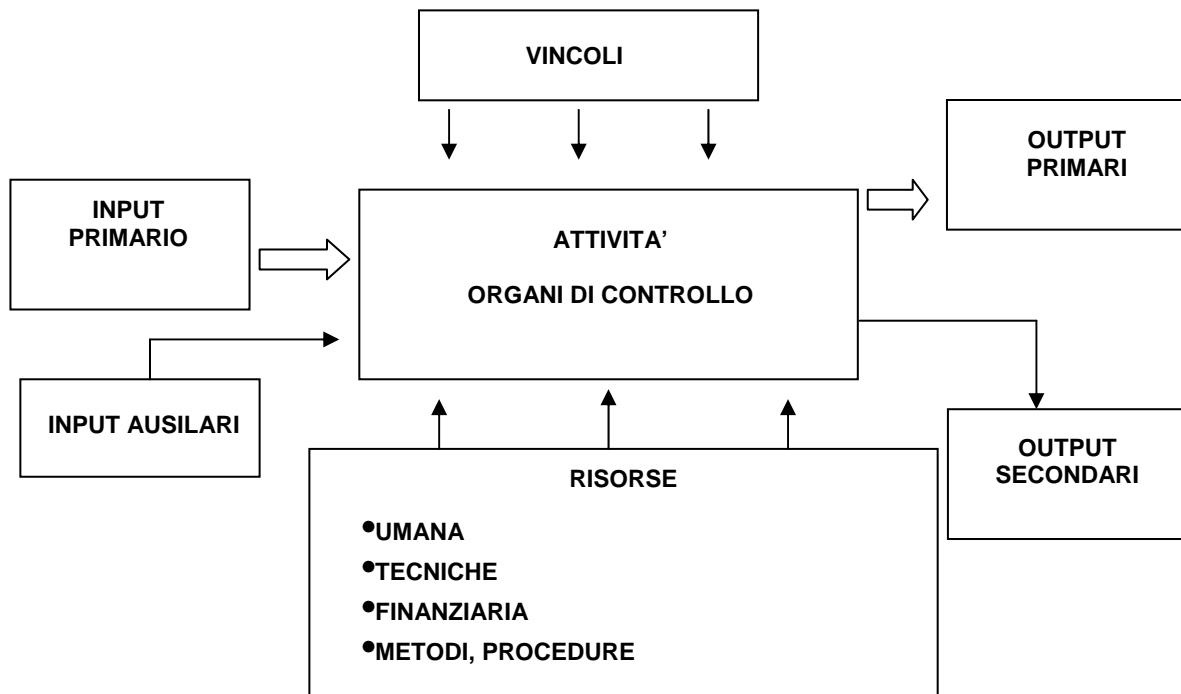 VINCOLI
OUTPUT
PRIMARI
INPUT
PRIMARIO
ATTIVITA’
ORGANI DI CONTROLLO
INPUT AUSILARI
OUTPUT
SECONDARI
RISORSE
•UMANA
•TECNICHE
•FINANZIARIA
•METODI, PROCEDURE